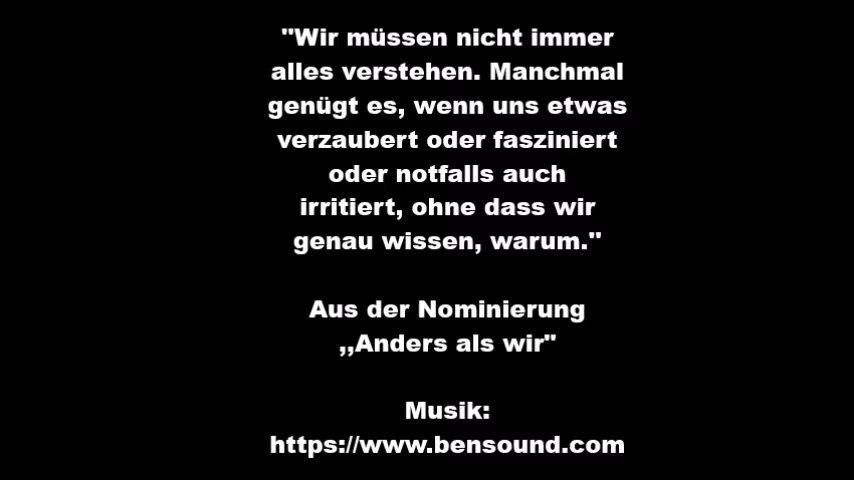 "Wir müssen nicht immer
alles verstehen. Manchmal
genügt es, wenn uns etwas
verzaubert oder fasziniert
oder notfalls auch
irritiert, ohne dass wir
genau wissen, warum."
Aus der Nominierung
,,Anders als wir"
Musik:
https://www.bensound.com